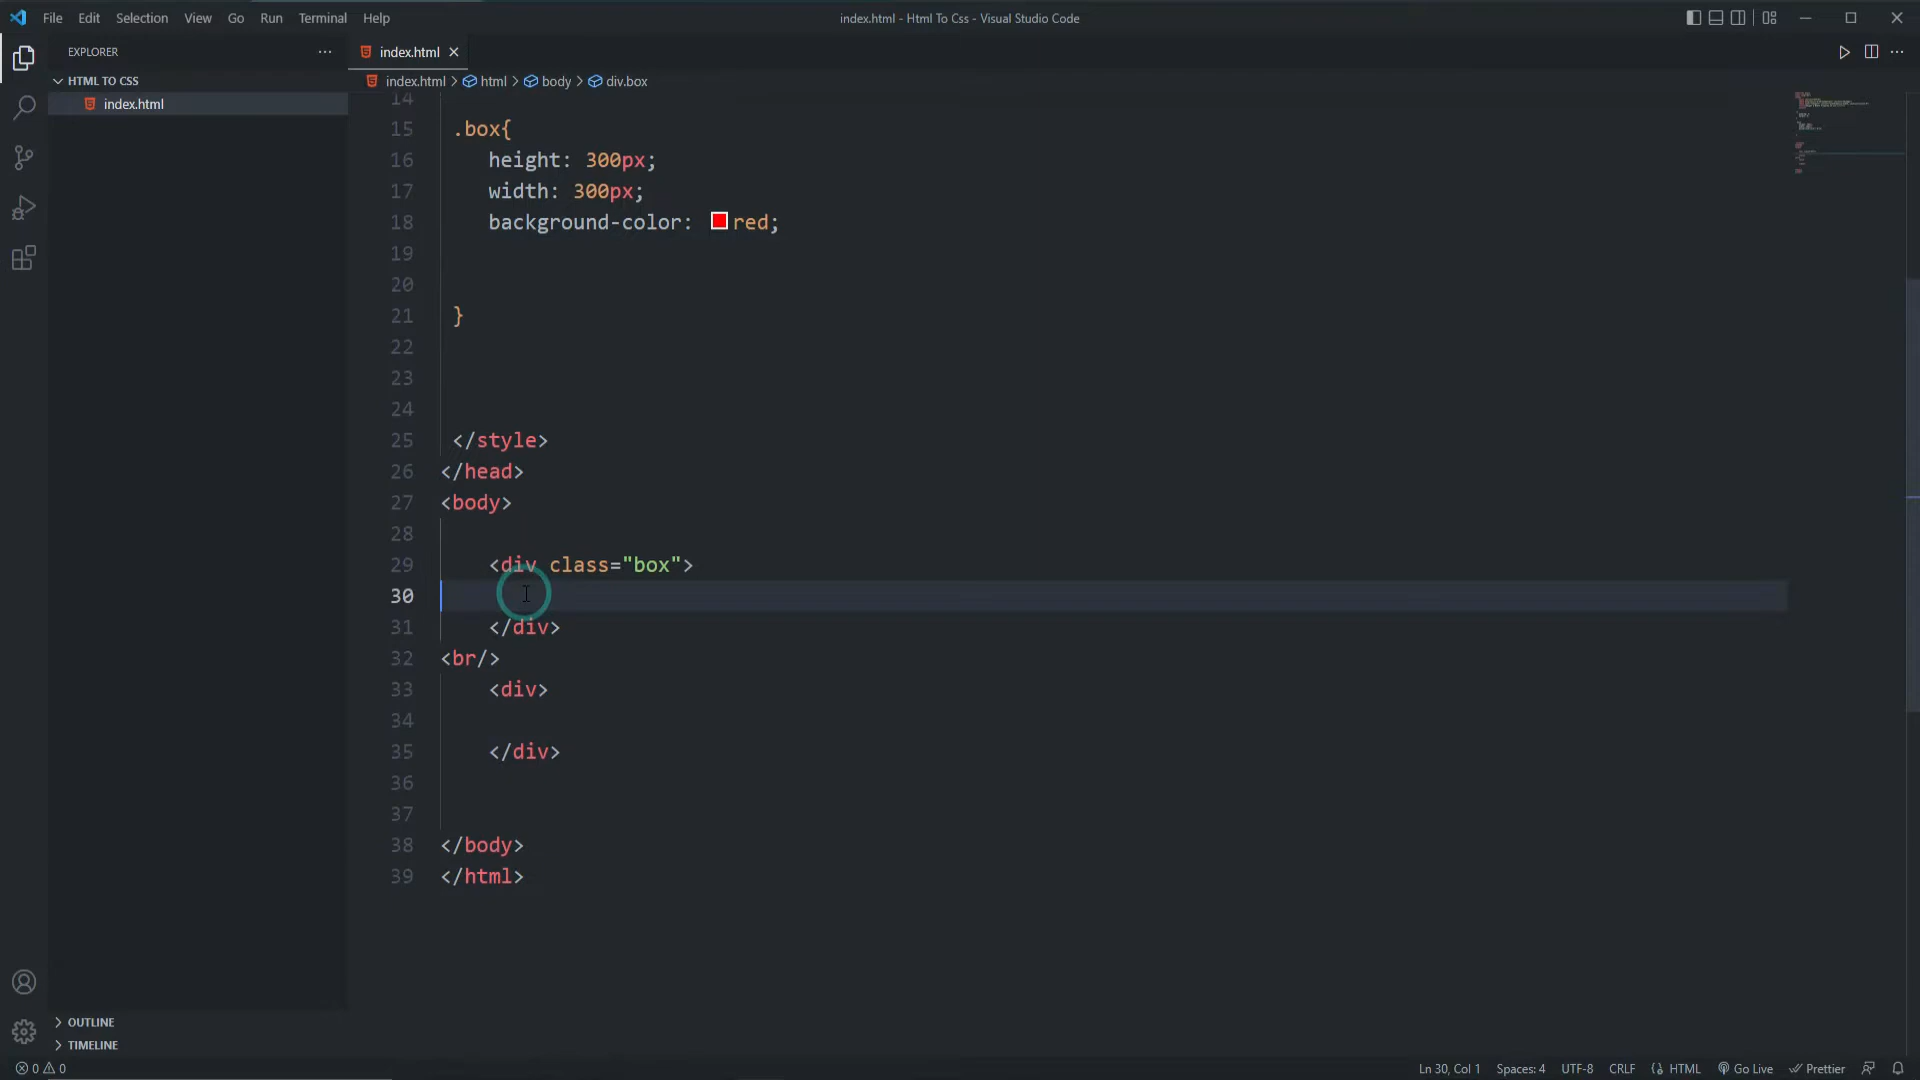 File Edit Selection View Go Run Terminal Help
index.html - Html To Css - Visual Studio Code
EXPLORER
HTML TO CSS
index.html
index.html
index.html > html > body > div.box
14
15 .box{
16 height: 300px;
17 width: 300px;
18 background-color: red;
19
20
21 }
22
23
24
25 </style>
26 </head>
27 <body>
28
29 <div class="box">
30
31 </div>
32 <br/>
33 <div>
34
35 </div>
36
37
38 </body>
39 </html>
OUTLINE
TIMELINE
0 0
Ln 30, Col 1 Spaces: 4 UTF-8 CRLF HTML Go Live Prettier